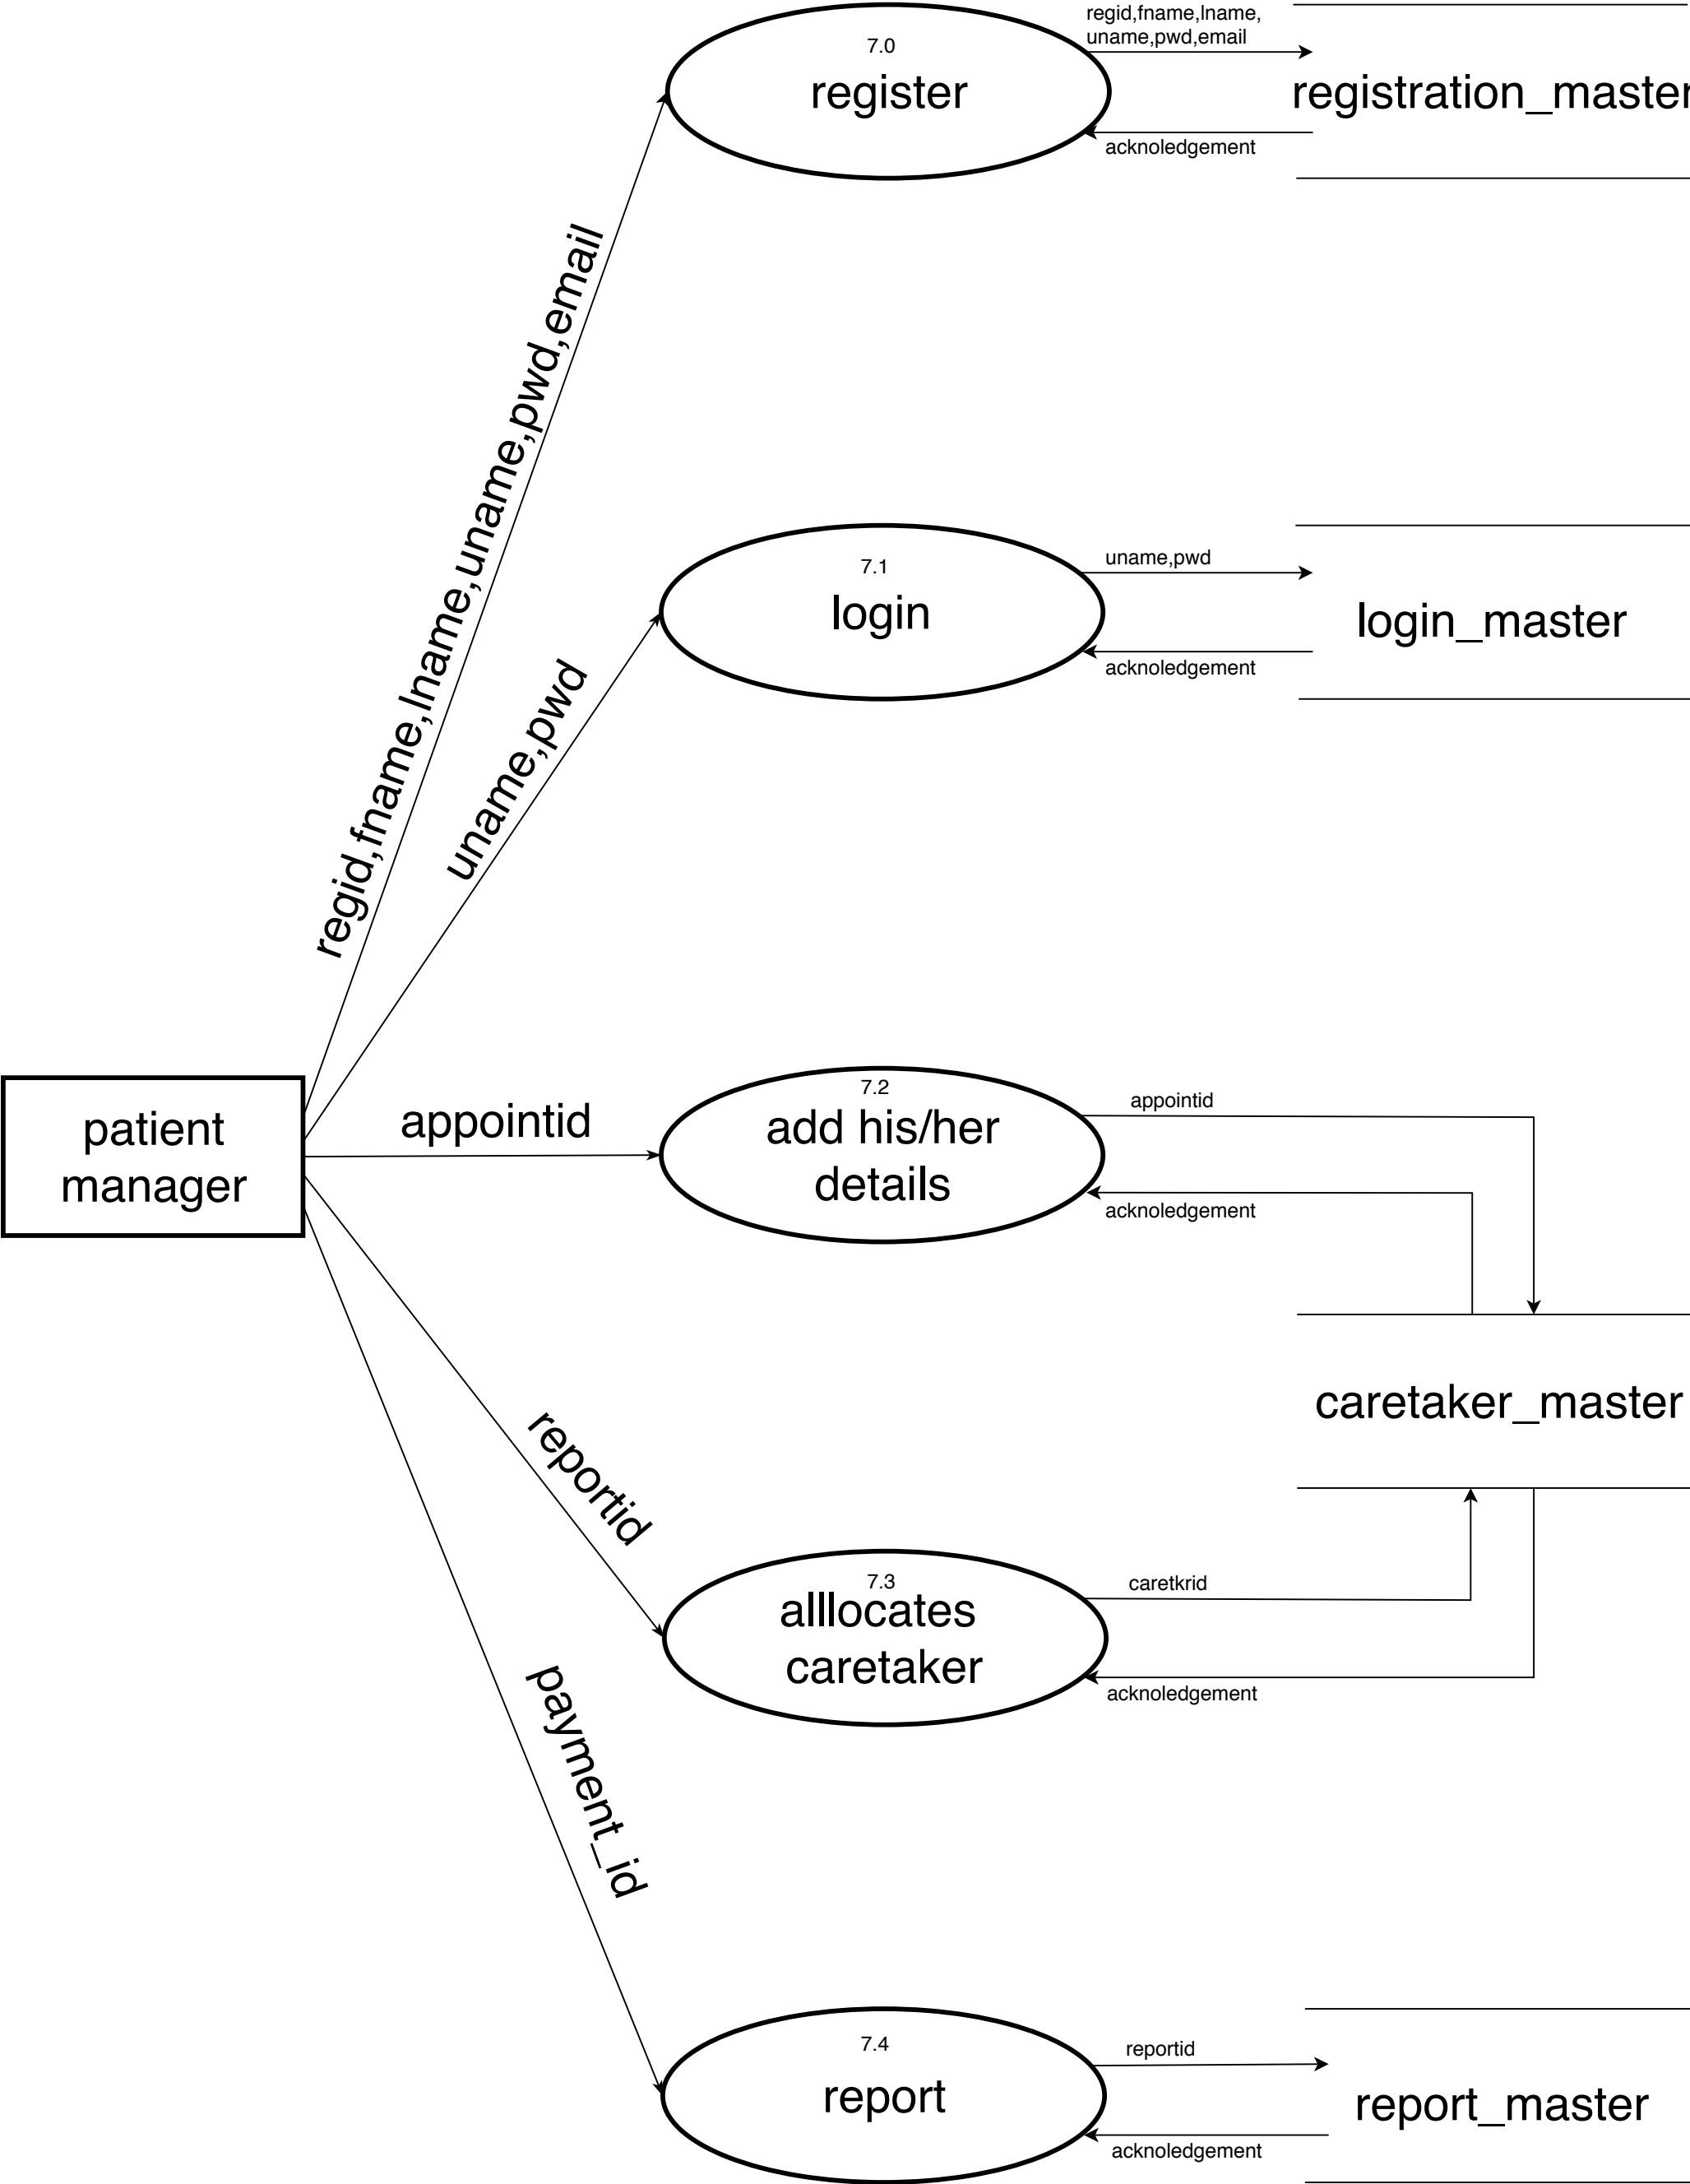 regid,fname,lname,
uname,pwd,email
7.0
register
registration_master
acknoledgement
regid,fname,lname,uname,pwd,email
7.1
login
uname,pwd
login_master
acknoledgement
uname,pwd
patient
manager
appointid
7.2
add his/her
details
appointid
acknoledgement
caretaker_master
reportid
7.3
alllocates
caretaker
caretkrid
acknoledgement
payment_id
7.4
report
reportid
report_master
acknoledgement